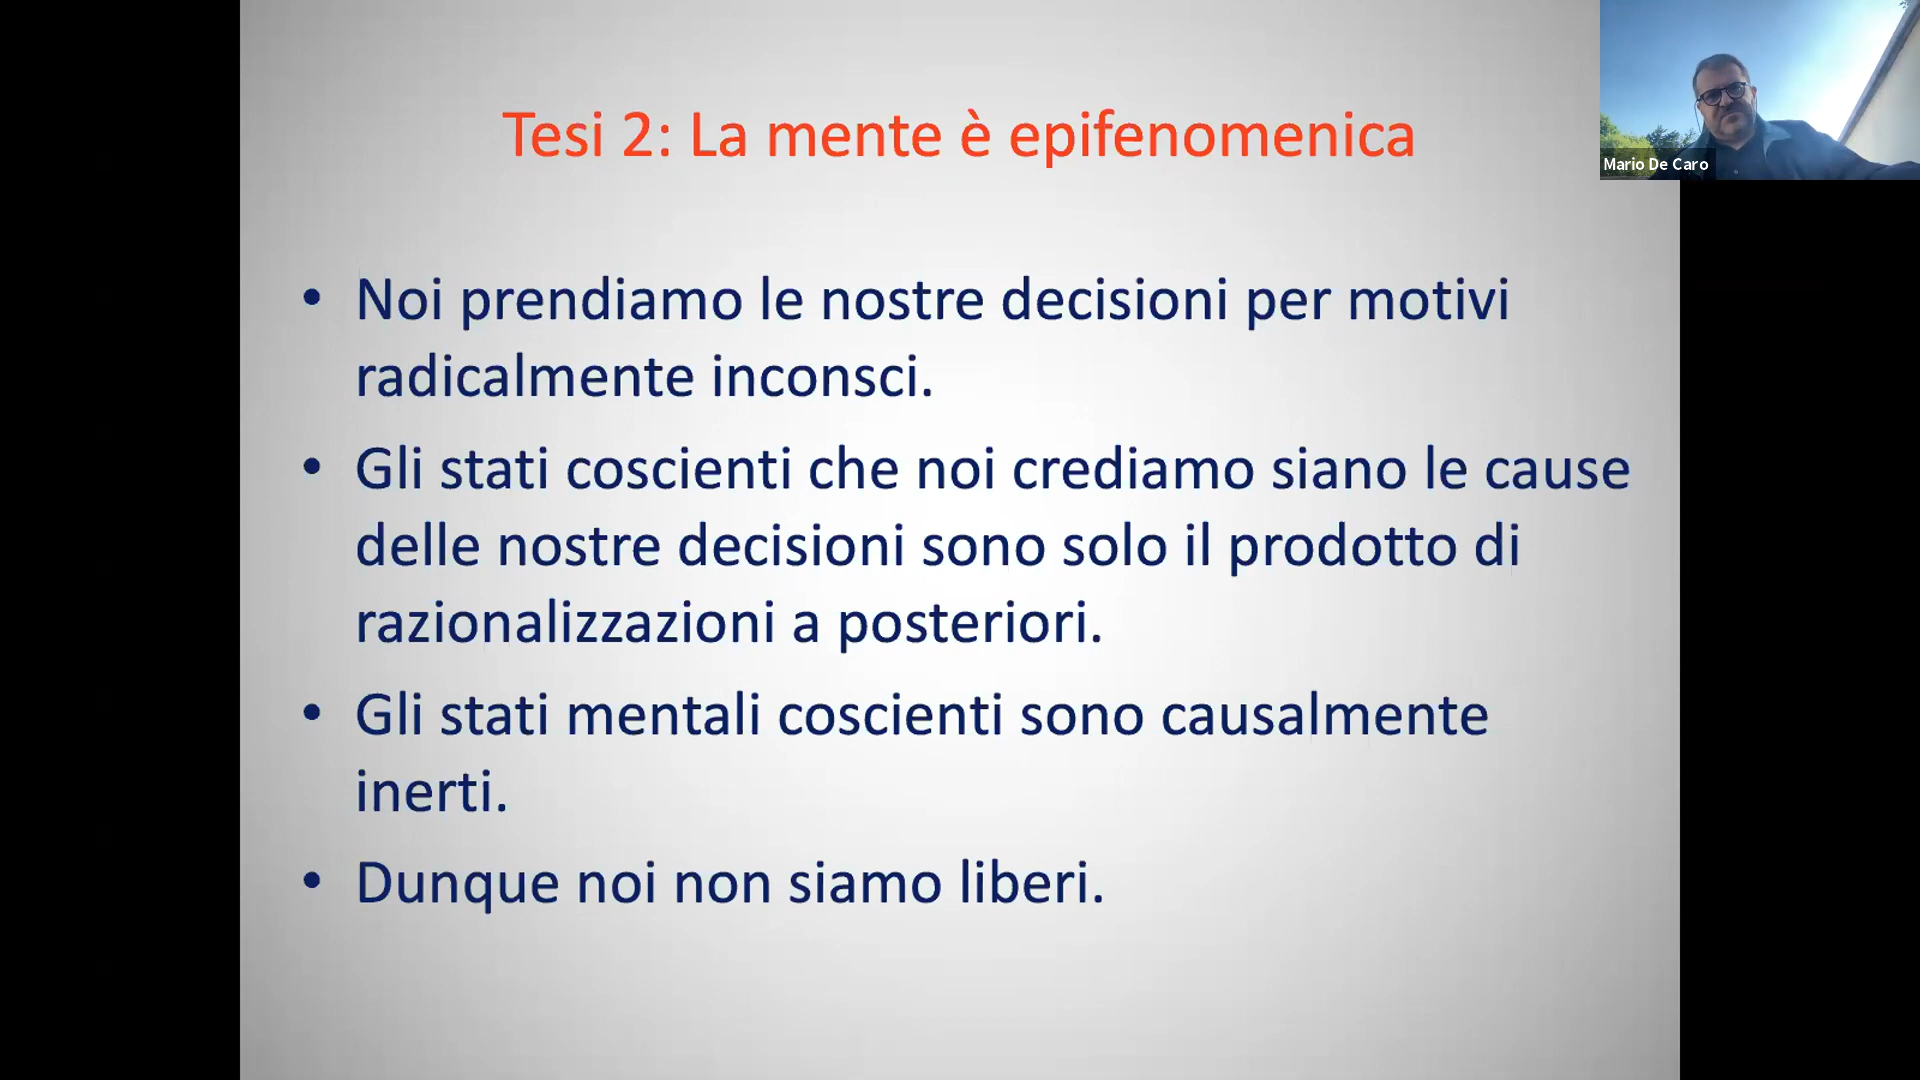 Tesi 2: La mente è epifenomenica
Mario De Caro
• Noi prendiamo le nostre decisioni per motivi
radicalmente inconsci.
• Gli stati coscienti che noi crediamo siano le cause
delle nostre decisioni sono solo il prodotto di
razionalizzazioni a posteriori.
• Gli stati mentali coscienti sono causalmente
inerti.
• Dunque noi non siamo liberi.